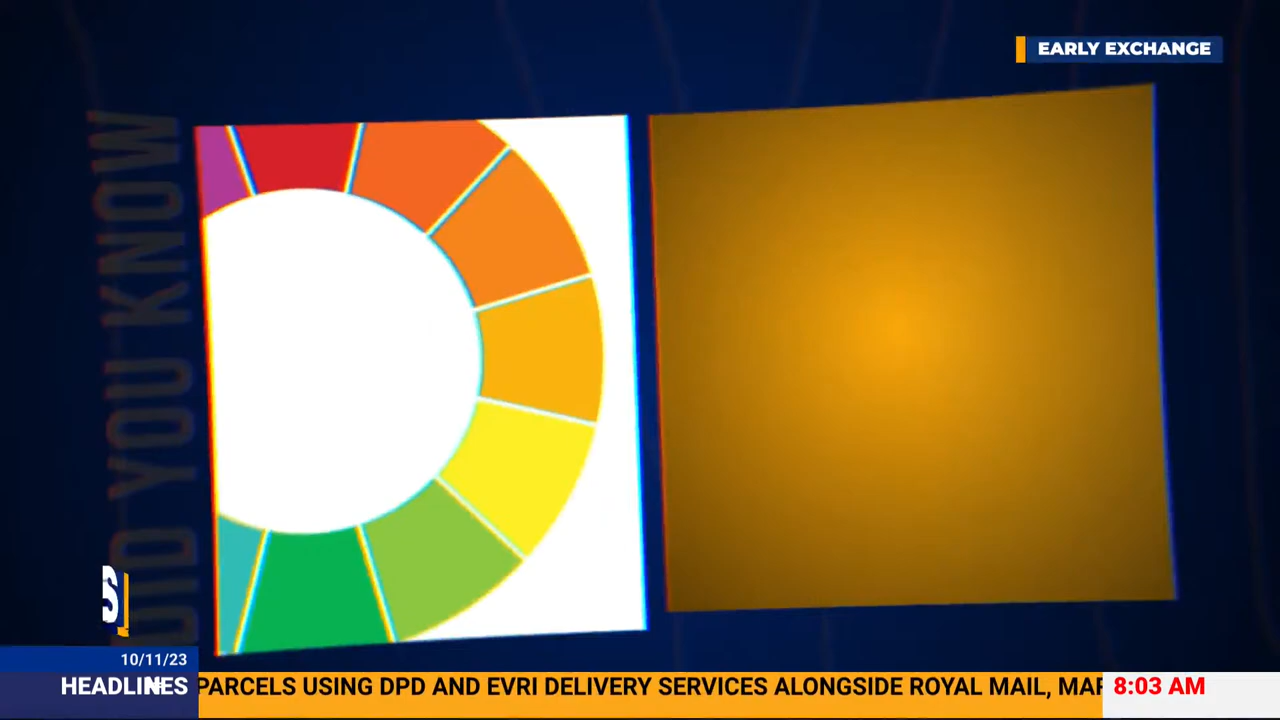 EARLY EXCHANGE
DID YOU KNOW
S
10/11/23
HEADLINES
PARCELS USING DPD AND EVRI DELIVERY SERVICES ALONGSIDE ROYAL MAIL, MAR
8:03 AM